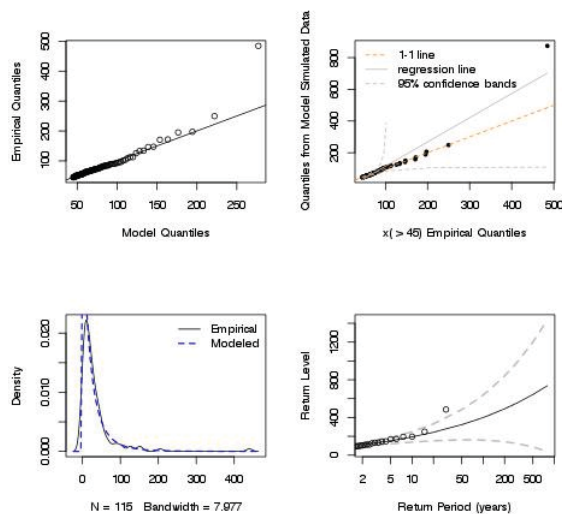 Empirical Quantiles
100 200 300 400 500
50 100 150 200 250
Model Quantiles
Quantiles from Model Simulated Data
200 400 600 800
1-1 line
regression line
95% confidence bands
0 100 200 300 400 500
x( > 45) Empirical Quantiles
Density
0.000 0.010 0.020
Empirical
Modeled
0 100 200 300 400
N = 115 Bandwidth = 7.977
Return Level
0 400 800 1400
2 5 10 50 200 500
Return Period (years)